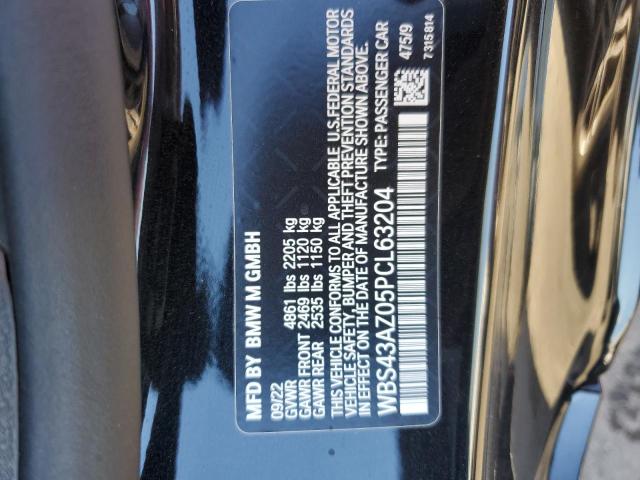 MFD BY BMW M GMBH
09/22
GVWR 4861 lbs 2205 kg
GAWR FRONT 2469 lbs 1120 kg
GAWR REAR 2535 lbs 1150 kg
THIS VEHICLE CONFORMS TO ALL APPLICABLE U.S.FEDERAL MOTOR
VEHICLE SAFETY, BUMPER AND THEFT PREVENTION STANDARDS
IN EFFECT ON THE DATE OF MANUFACTURE SHOWN ABOVE.
WBS43AZ05PCL63204 TYPE: PASSENGER CAR
475/9
7315814